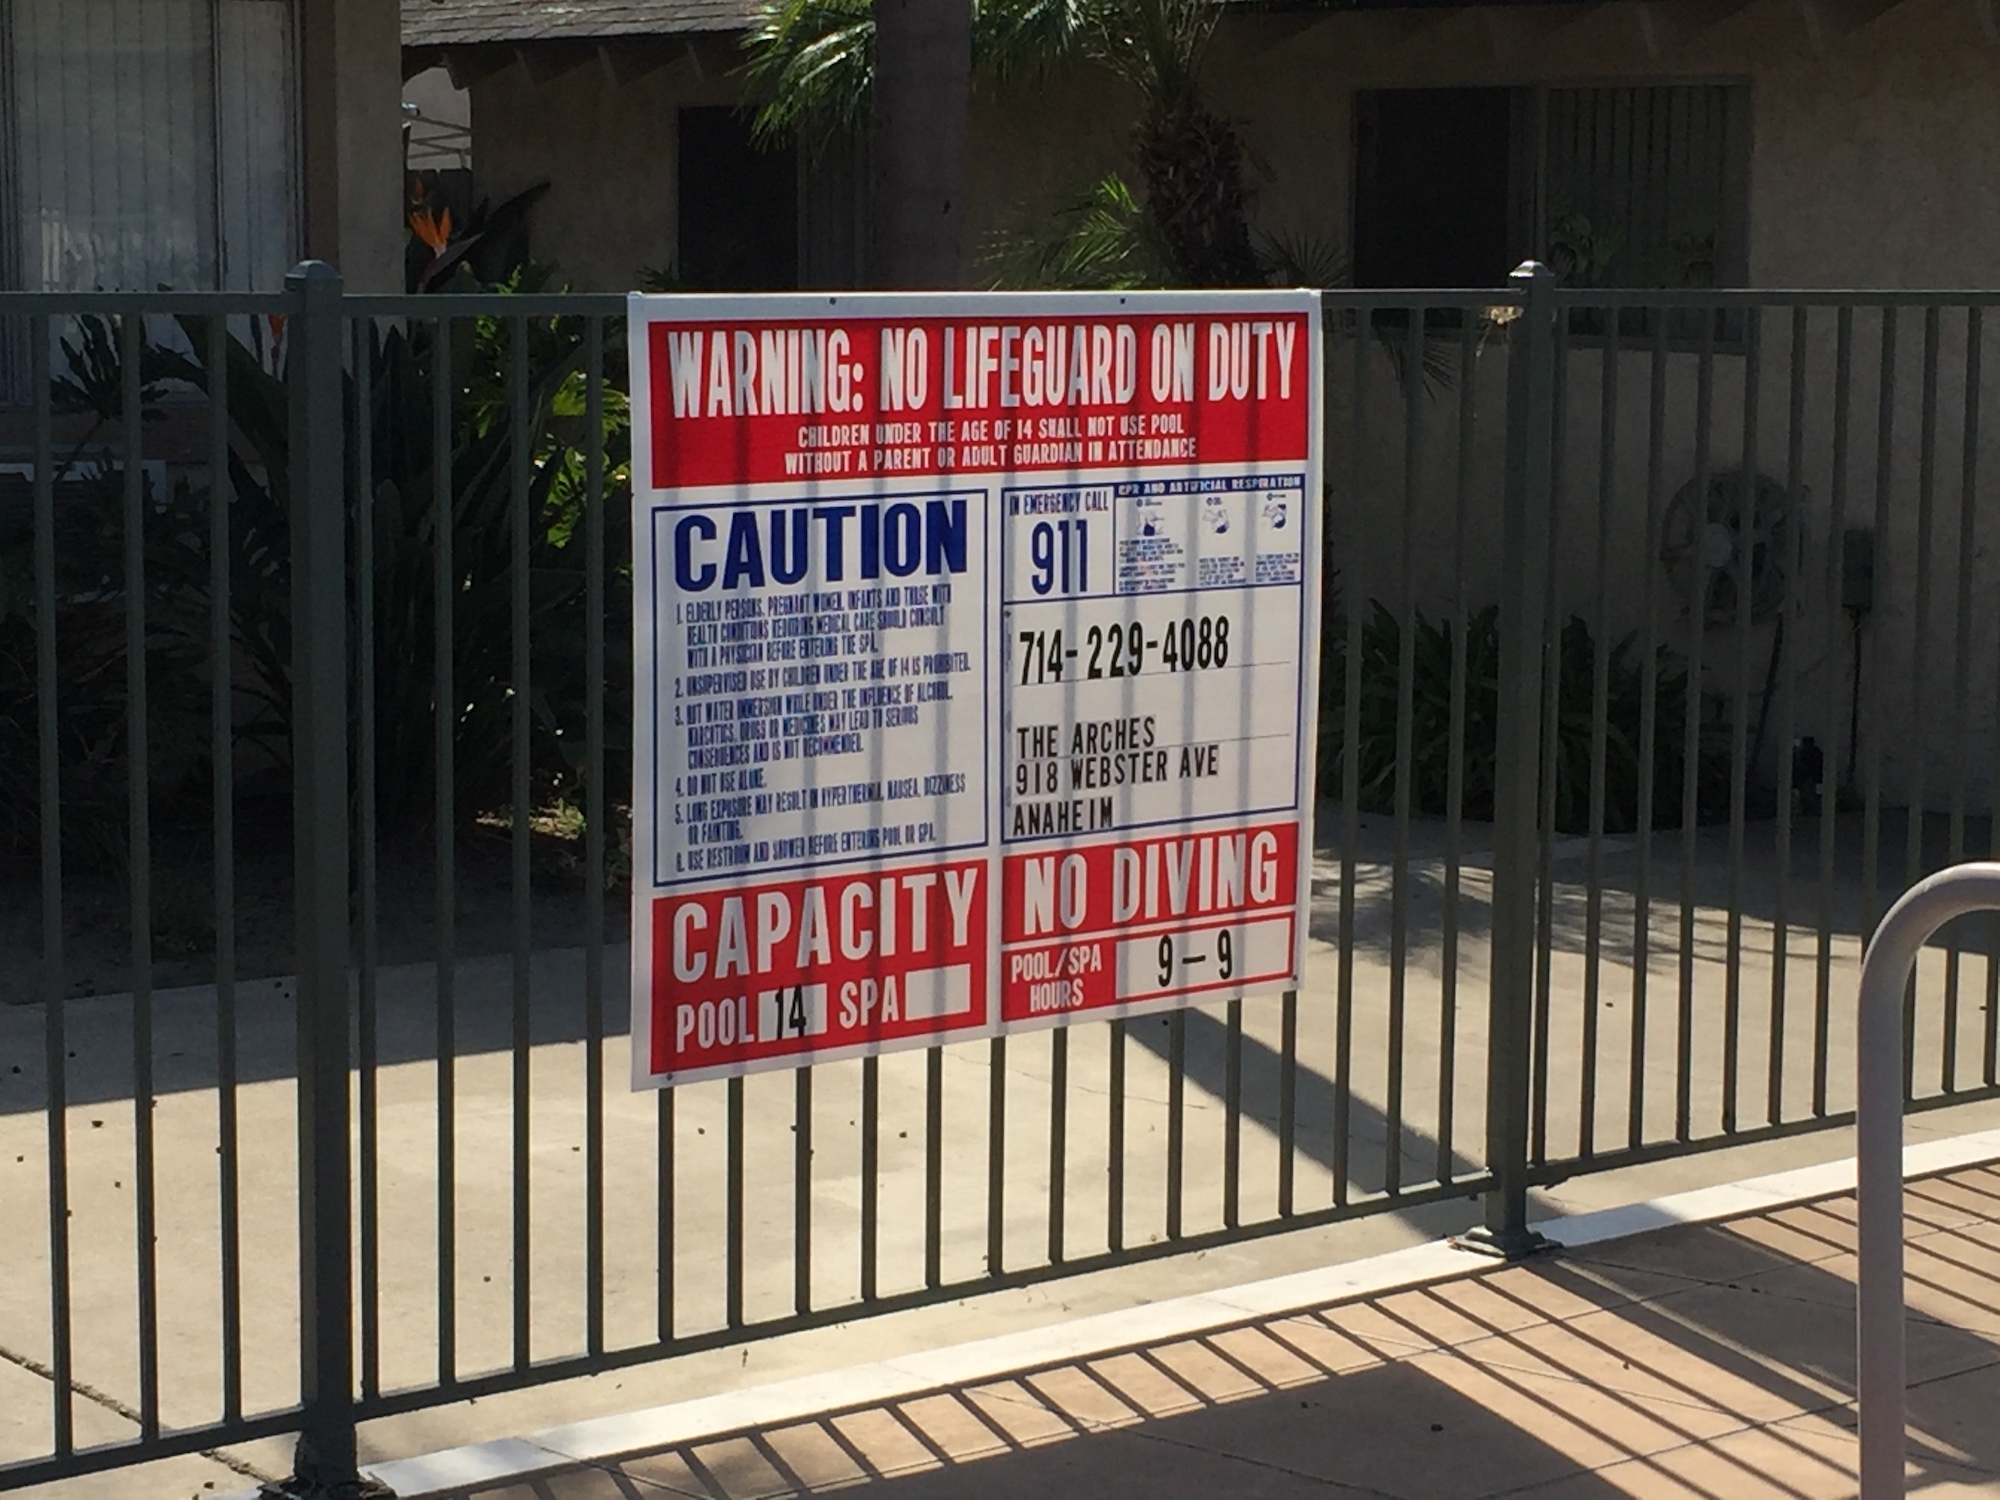 WARNING: NO LIFEGUARD ON DUTY
CHILDREN UNDER THE AGE OF 14 SHALL NOT USE POOL
WITHOUT A PARENT OR ADULT GUARDIAN IN ATTENDANCE
CAUTION
1. ELDERLY PERSONS, PREGNANT WOMEN, INFANTS AND THOSE WITH
HEALTH CONDITIONS REQUIRING MEDICAL CARE SHOULD CONSULT
WITH A PHYSICIAN BEFORE ENTERING THE SPA.
2. UNSUPERVISED USE BY CHILDREN UNDER THE AGE OF 14 IS PROHIBITED.
3. HOT WATER IMMERSION WHILE UNDER THE INFLUENCE OF ALCOHOL,
NARCOTICS, DRUGS OR MEDICINES MAY LEAD TO SERIOUS
CONSEQUENCES AND IS NOT RECOMMENDED.
4. DO NOT USE ALONE.
5. LONG EXPOSURE MAY RESULT IN HYPERTHERMIA, NAUSEA, DIZZINESS
OR FAINTING.
6. USE RESTROOM AND SHOWER BEFORE ENTERING POOL OR SPA.
IN EMERGENCY CALL
911
CPR AND ARTIFICIAL RESPIRATION
714-229-4088
THE ARCHES
918 WEBSTER AVE
ANAHEIM
CAPACITY
POOL 14 SPA
NO DIVING
POOL/SPA
HOURS
9-9